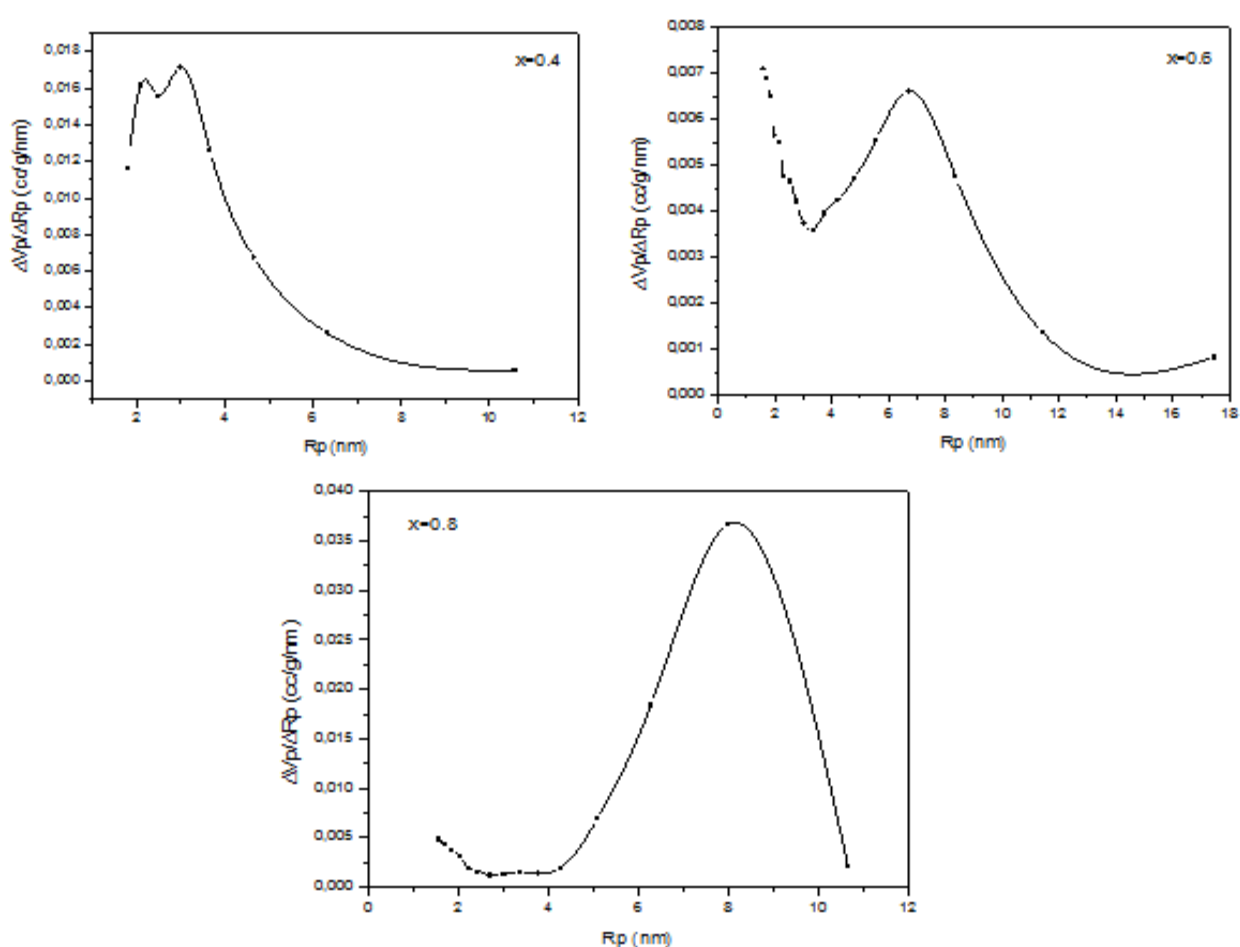 x=0.4
ΔVp/ΔRp (cc/g/nm)
0,018
0,016
0,014
0,012
0,010
0,008
0,006
0,004
0,002
0,000
2 4 6 8 10 12
Rp (nm)
x=0.6
ΔVp/ΔRp (cc/g/nm)
0,008
0,007
0,006
0,005
0,004
0,003
0,002
0,001
0,000
0 2 4 6 8 10 12 14 16 18
Rp (nm)
x=0.8
ΔVp/ΔRp (cc/g/nm)
0,040
0,035
0,030
0,025
0,020
0,015
0,010
0,005
0,000
0 2 4 6 8 10 12
Rp (nm)